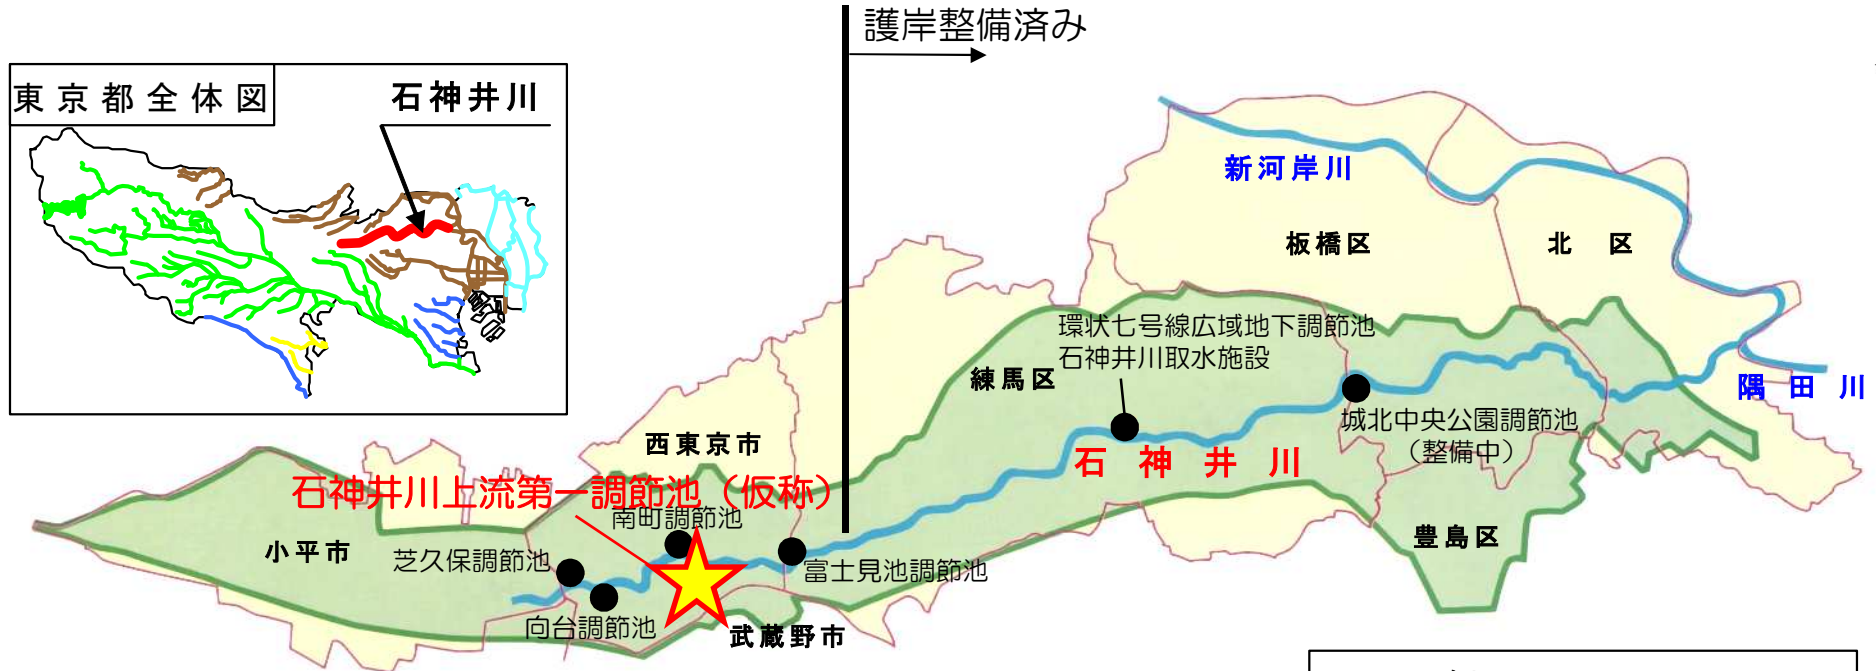 護岸整備済み
東京都全体図
石神井川
新河岸川
板橋区
北 区
環状七号線広域地下調節池
石神井川取水施設
練馬区
隅田川
城北中央公園調節池
（整備中）
西東京市
石神井川
石神井川上流第一調節池（仮称）
南町調節池
豊島区
小平市
芝久保調節池
富士見池調節池
向台調節池
武蔵野市